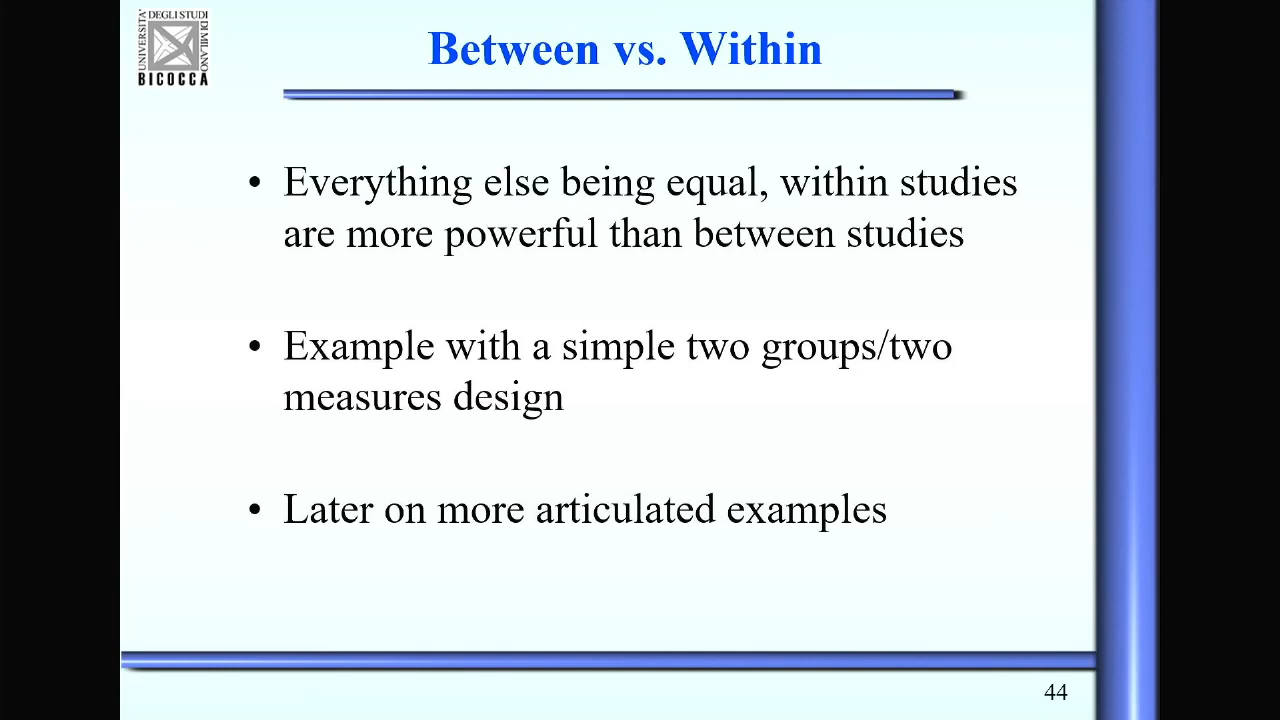 UNIVERSITA' DEGLI STUDI DI MILANO
BICOCCA
Between vs. Within
• Everything else being equal, within studies
are more powerful than between studies
• Example with a simple two groups/two
measures design
• Later on more articulated examples
44